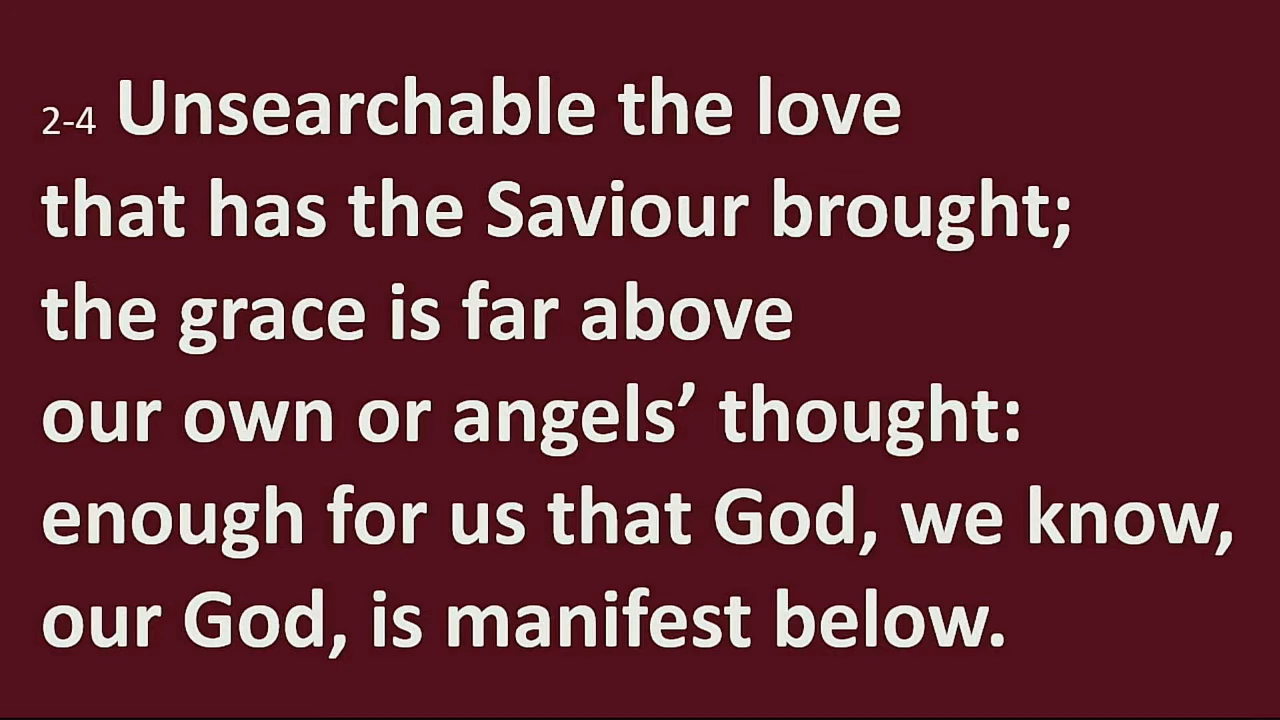 2-4 Unsearchable the love
that has the Saviour brought;
the grace is far above
our own or angels’ thought:
enough for us that God, we know,
our God, is manifest below.